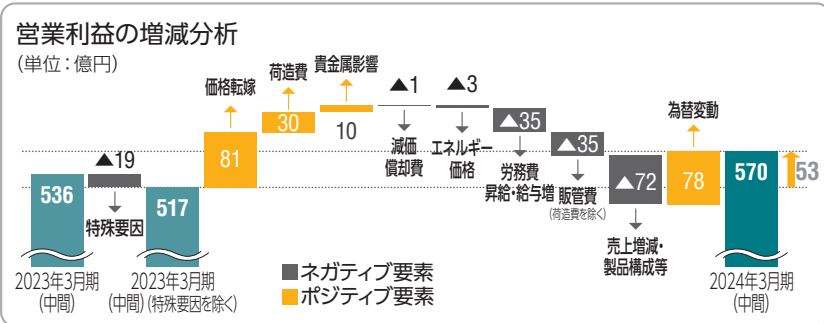 営業利益の増減分析
(単位：億円)
536
▲19
特殊要因
517
価格転嫁
81
荷造費
30
貴金属影響
10
▲1
減価
償却費
▲3
エネルギー
価格
▲35
労務費
昇給・給与増
▲35
販管費
(荷造費を除く)
▲72
売上増減・
製品構成等
為替変動
78
570
53
2023年3月期
(中間)
2023年3月期
(中間)(特殊要因を除く)
2024年3月期
(中間)
ネガティブ要素
ポジティブ要素